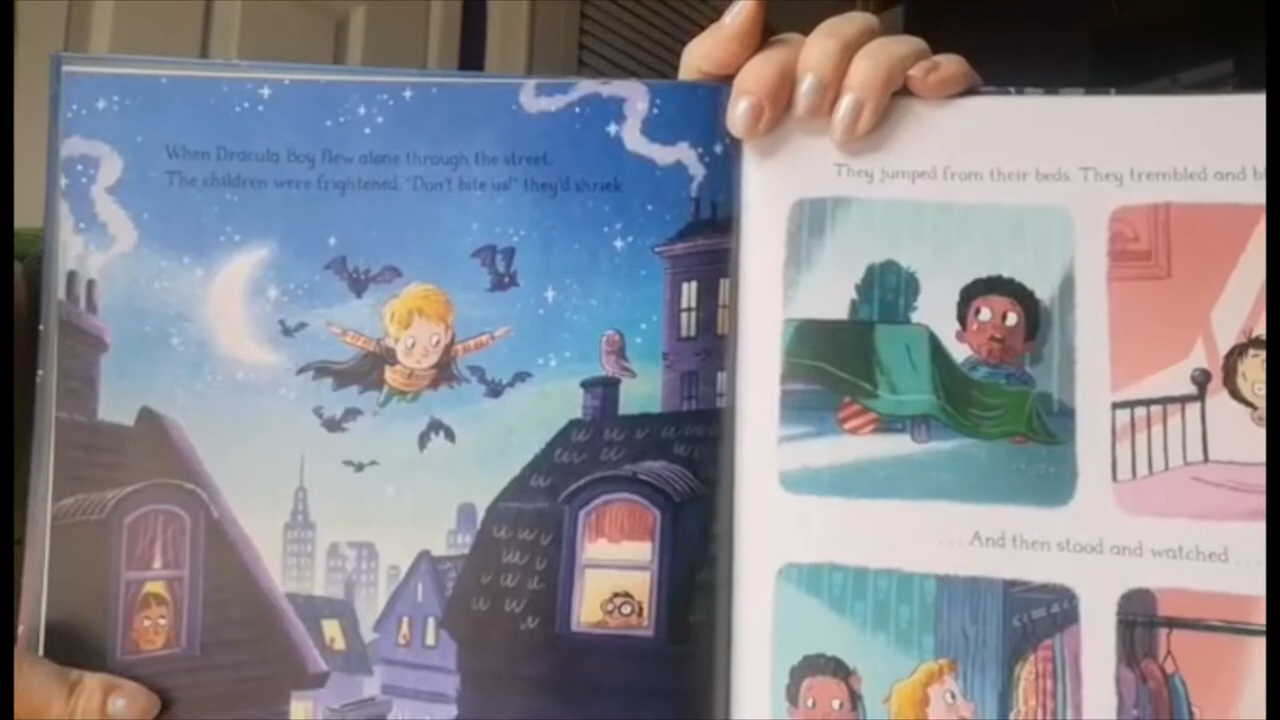 When Dracula Boy flew alone through the street,
The children were frightened. "Don't bite us!" they'd shriek.
They jumped from their beds. They trembled and
... And then stood and watched ...